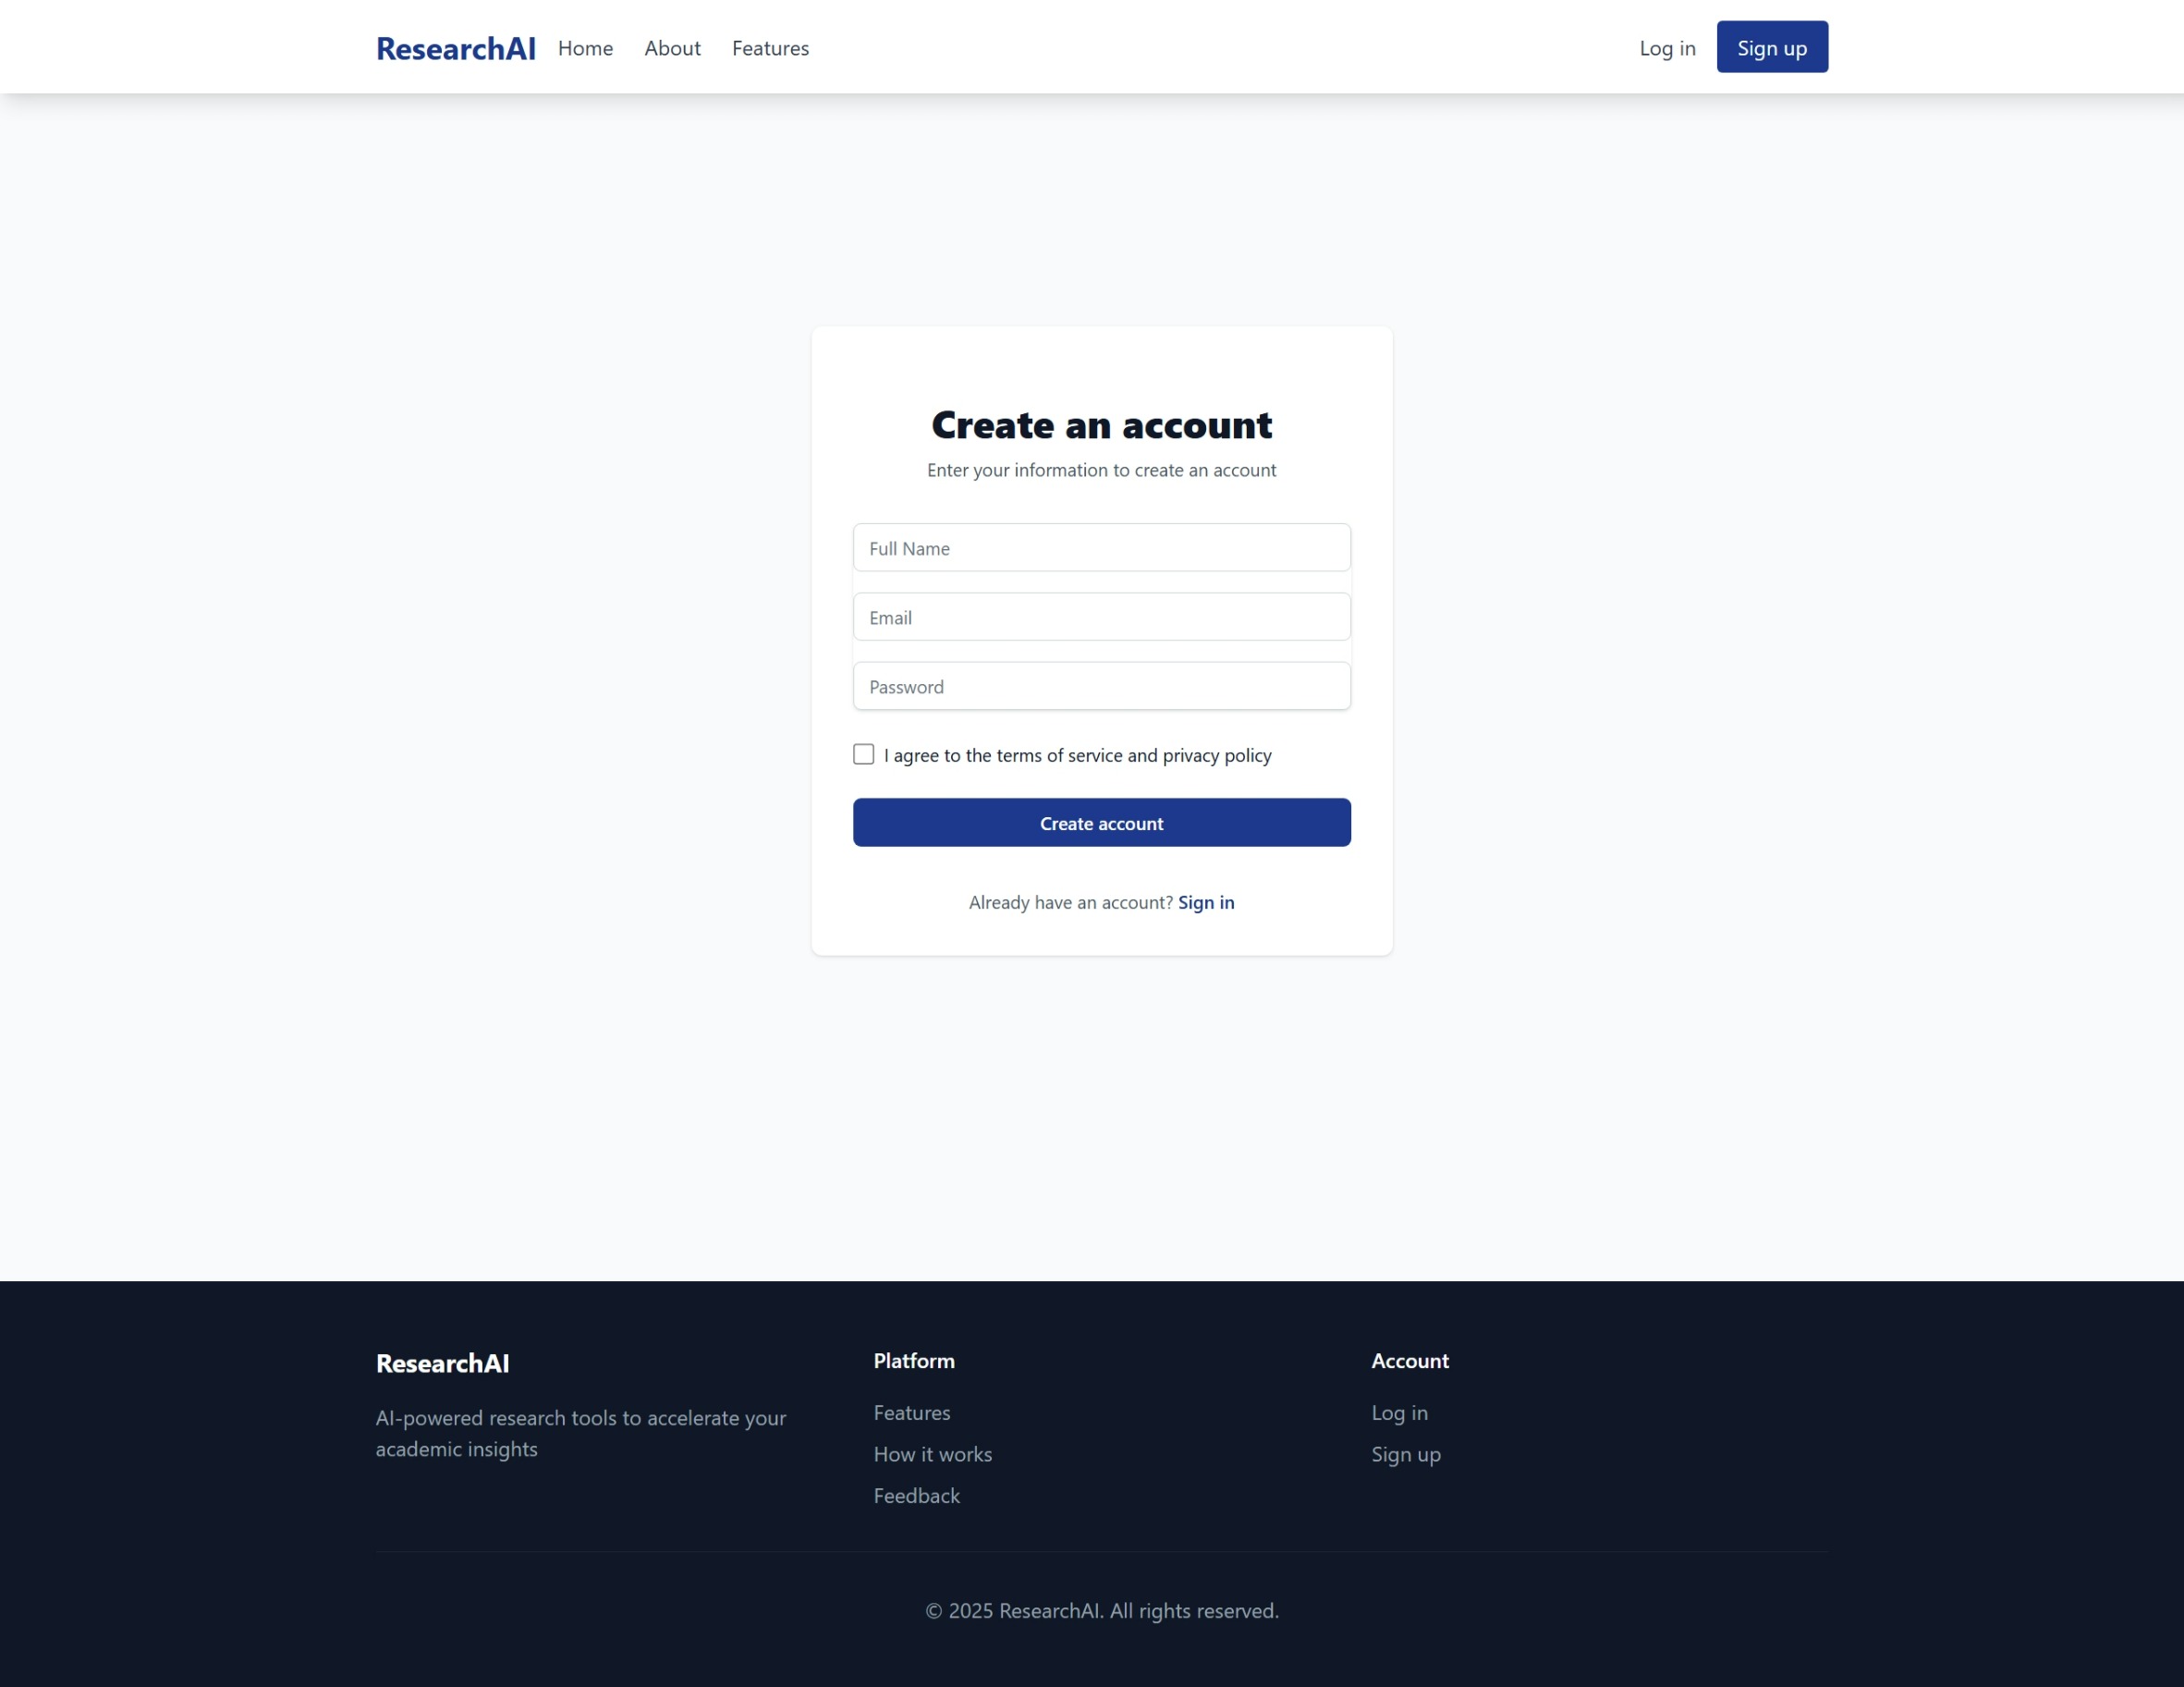 ResearchAI Home About Features Log in Sign up
Create an account
Enter your information to create an account
Full Name
Email
Password
I agree to the terms of service and privacy policy
Create account
Already have an account? Sign in
ResearchAI
AI-powered research tools to accelerate your
academic insights
Platform
Features
How it works
Feedback
Account
Log in
Sign up
© 2025 ResearchAI. All rights reserved.